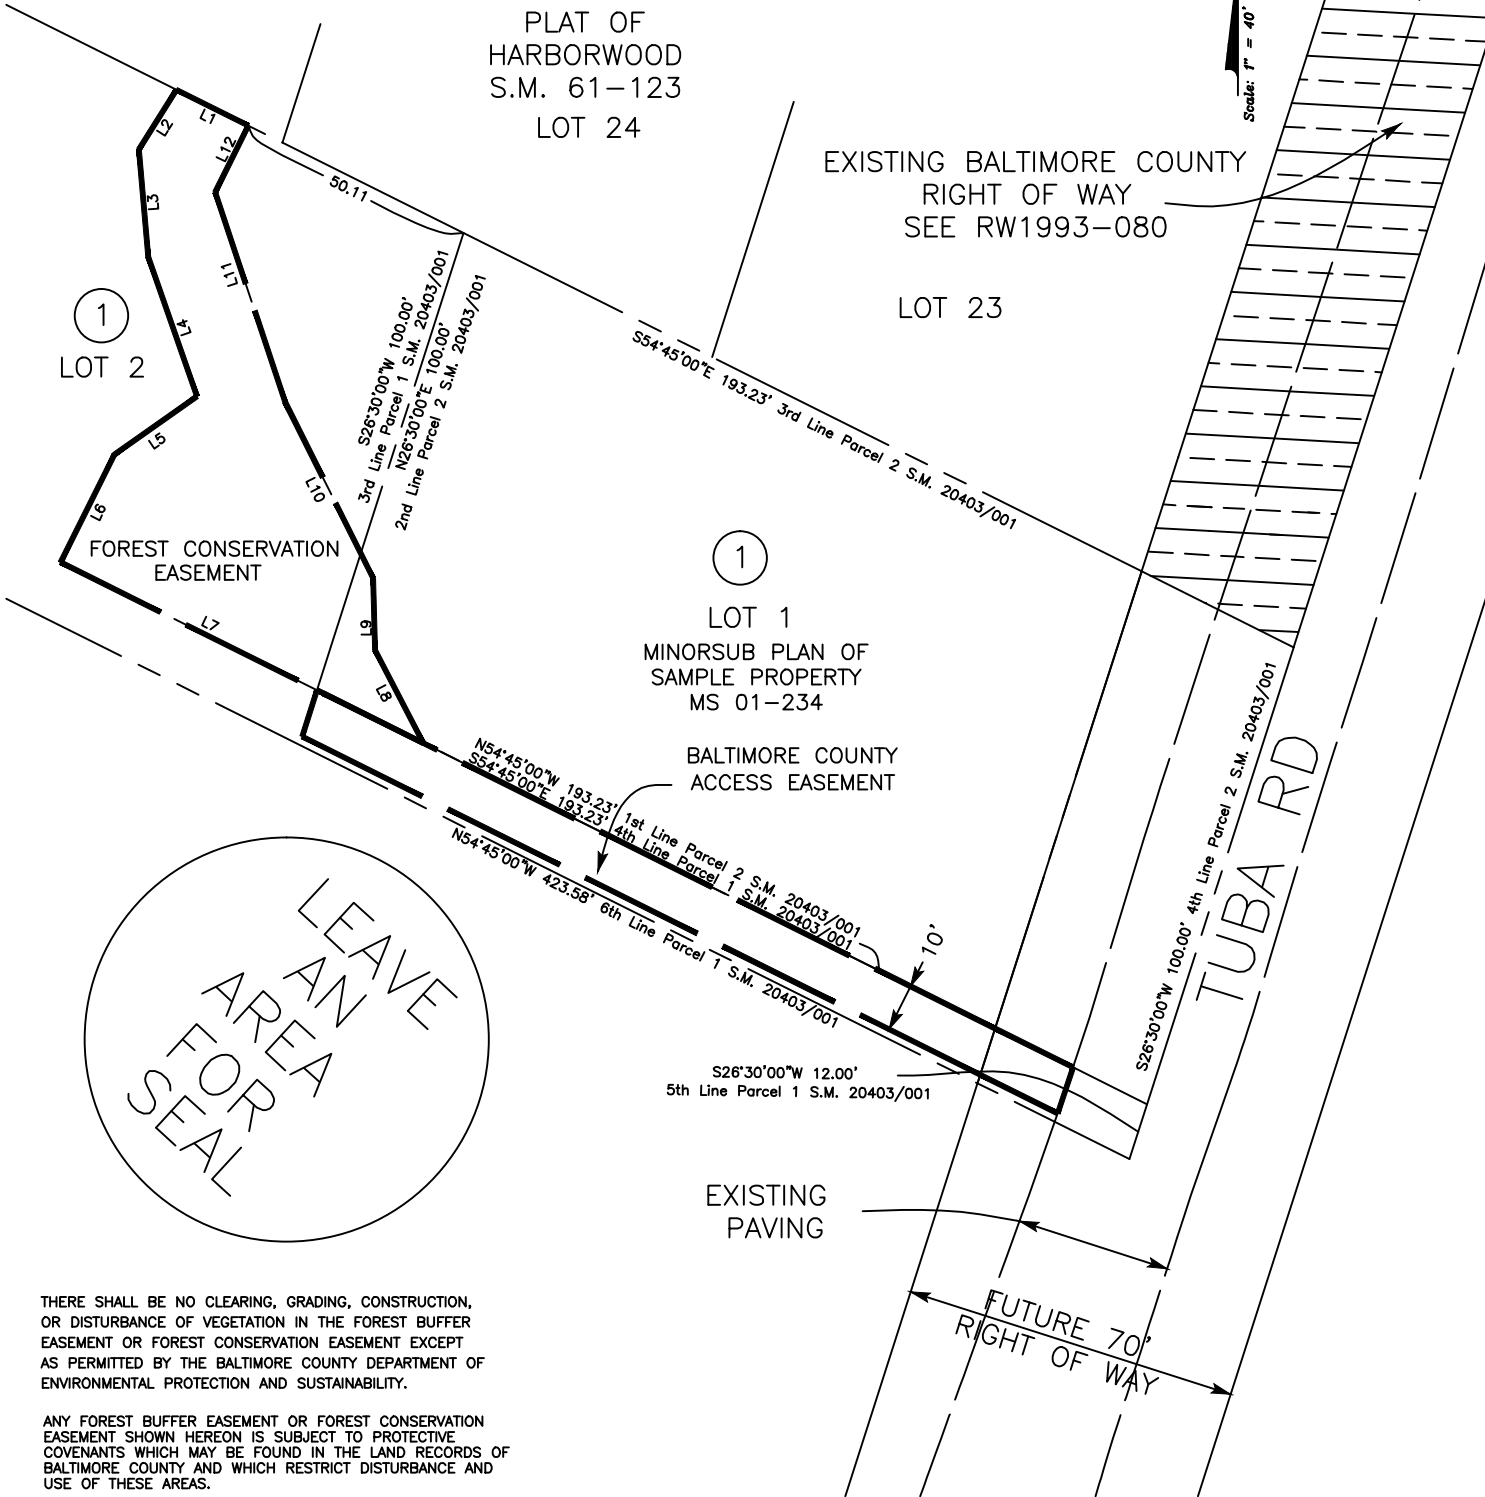 PLAT OF
HARBORWOOD
S.M. 61-123
LOT 24
Scale: 1" = 40'
EXISTING BALTIMORE COUNTY
RIGHT OF WAY
SEE RW1993-080
LOT 23
L1
L2
L12
L3
50.11
L11
L4
1
LOT 2
L5
L6
L10
L9
L7
L8
S26°30'00"W 100.00'
3rd Line Parcel 1 S.M. 20403/001
N26°30'00"E 100.00'
2nd Line Parcel 2 S.M. 20403/001
S54°45'00"E 193.23' 3rd Line Parcel 2 S.M. 20403/001
FOREST CONSERVATION
EASEMENT
1
LOT 1
MINORSUB PLAN OF
SAMPLE PROPERTY
MS 01-234
BALTIMORE COUNTY
ACCESS EASEMENT
N54°45'00"W 193.23' 1st Line Parcel 2 S.M. 20403/001
S54°45'00"E 193.23' 4th Line Parcel 1 S.M. 20403/001
N54°45'00"W 423.58' 6th Line Parcel 1 S.M. 20403/001
10'
S26°30'00"W 100.00' 4th Line Parcel 2 S.M. 20403/001
TUBA RD
S26°30'00"W 12.00'
5th Line Parcel 1 S.M. 20403/001
LEAVE
AN
AREA
FOR
SEAL
EXISTING
PAVING
FUTURE 70'
RIGHT OF WAY
THERE SHALL BE NO CLEARING, GRADING, CONSTRUCTION,
OR DISTURBANCE OF VEGETATION IN THE FOREST BUFFER
EASEMENT OR FOREST CONSERVATION EASEMENT EXCEPT
AS PERMITTED BY THE BALTIMORE COUNTY DEPARTMENT OF
ENVIRONMENTAL PROTECTION AND SUSTAINABILITY.
ANY FOREST BUFFER EASEMENT OR FOREST CONSERVATION
EASEMENT SHOWN HEREON IS SUBJECT TO PROTECTIVE
COVENANTS WHICH MAY BE FOUND IN THE LAND RECORDS OF
BALTIMORE COUNTY AND WHICH RESTRICT DISTURBANCE AND
USE OF THESE AREAS.